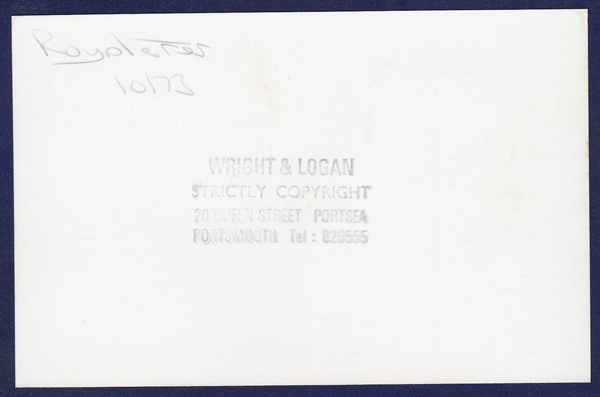 10/73
WRIGHT & LOGAN
STRICTLY COPYRIGHT
20 QUEEN STREET PORTSEA
PORTSMOUTH Tel: 829555